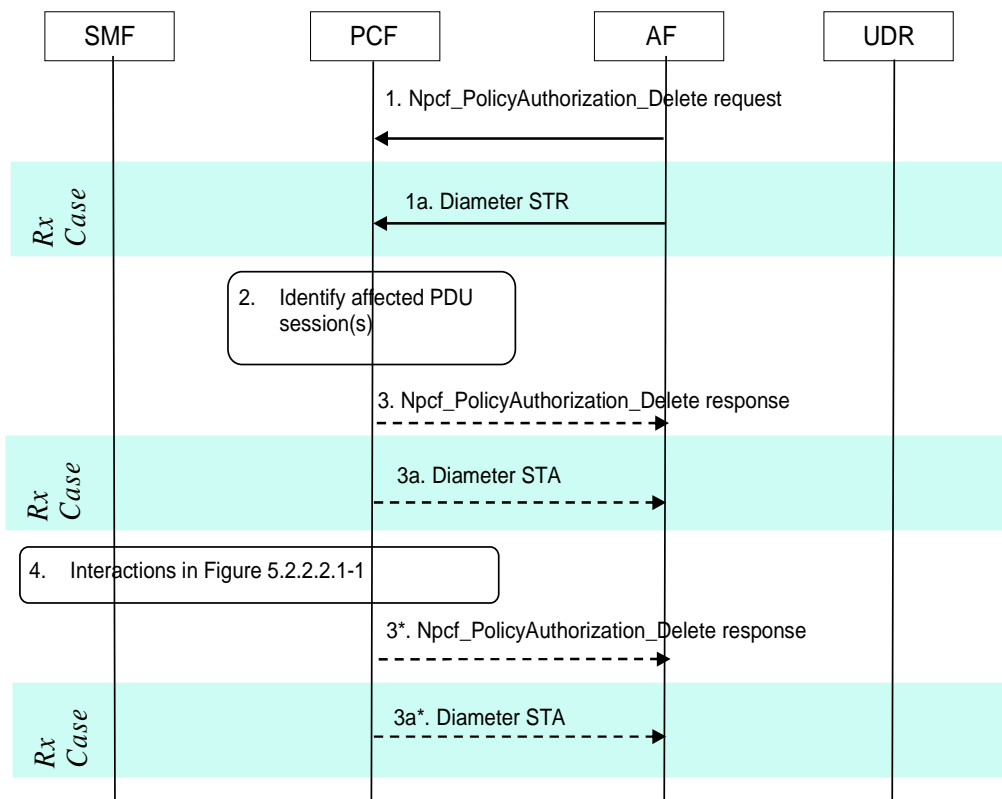 SMF
PCF
AF
UDR
1. Npcf_PolicyAuthorization_Delete request
Rx
Case
1a. Diameter STR
2. Identify affected PDU
session(s)
3. Npcf_PolicyAuthorization_Delete response
Rx
Case
3a. Diameter STA
4. Interactions in Figure 5.2.2.2.1-1
3*. Npcf_PolicyAuthorization_Delete response
Rx
Case
3a*. Diameter STA